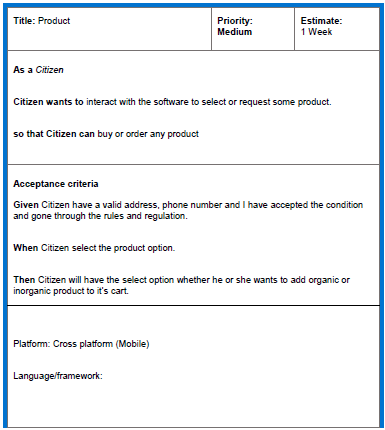 Title: Product
Priority:
Medium
Estimate:
1 Week
As a Citizen
Citizen wants to interact with the software to select or request some product.
so that Citizen can buy or order any product
Acceptance criteria
Given Citizen have a valid address, phone number and I have accepted the condition
and gone through the rules and regulation.
When Citizen select the product option.
Then Citizen will have the select option whether he or she wants to add organic or
inorganic product to it's cart.
Platform: Cross platform (Mobile)
Language/framework: